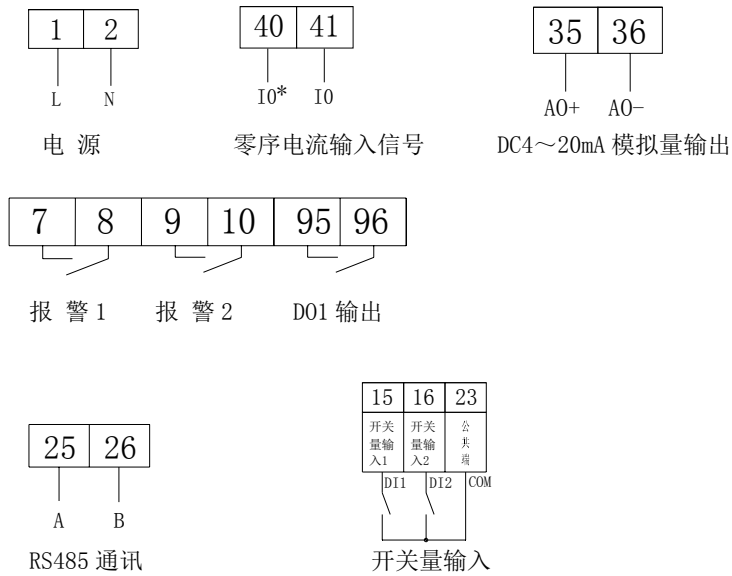 1 2
L N
电 源
40 41
I0* I0
零序电流输入信号
35 36
AO+ AO-
DC4～20mA 模拟量输出
7 8 9 10 95 96
报 警 1 报 警 2 DO1 输出
25 26
A B
RS485 通讯
15 16 23
开关量输入1 开关量输入2 公共端
DI1 DI2 COM
开关量输入